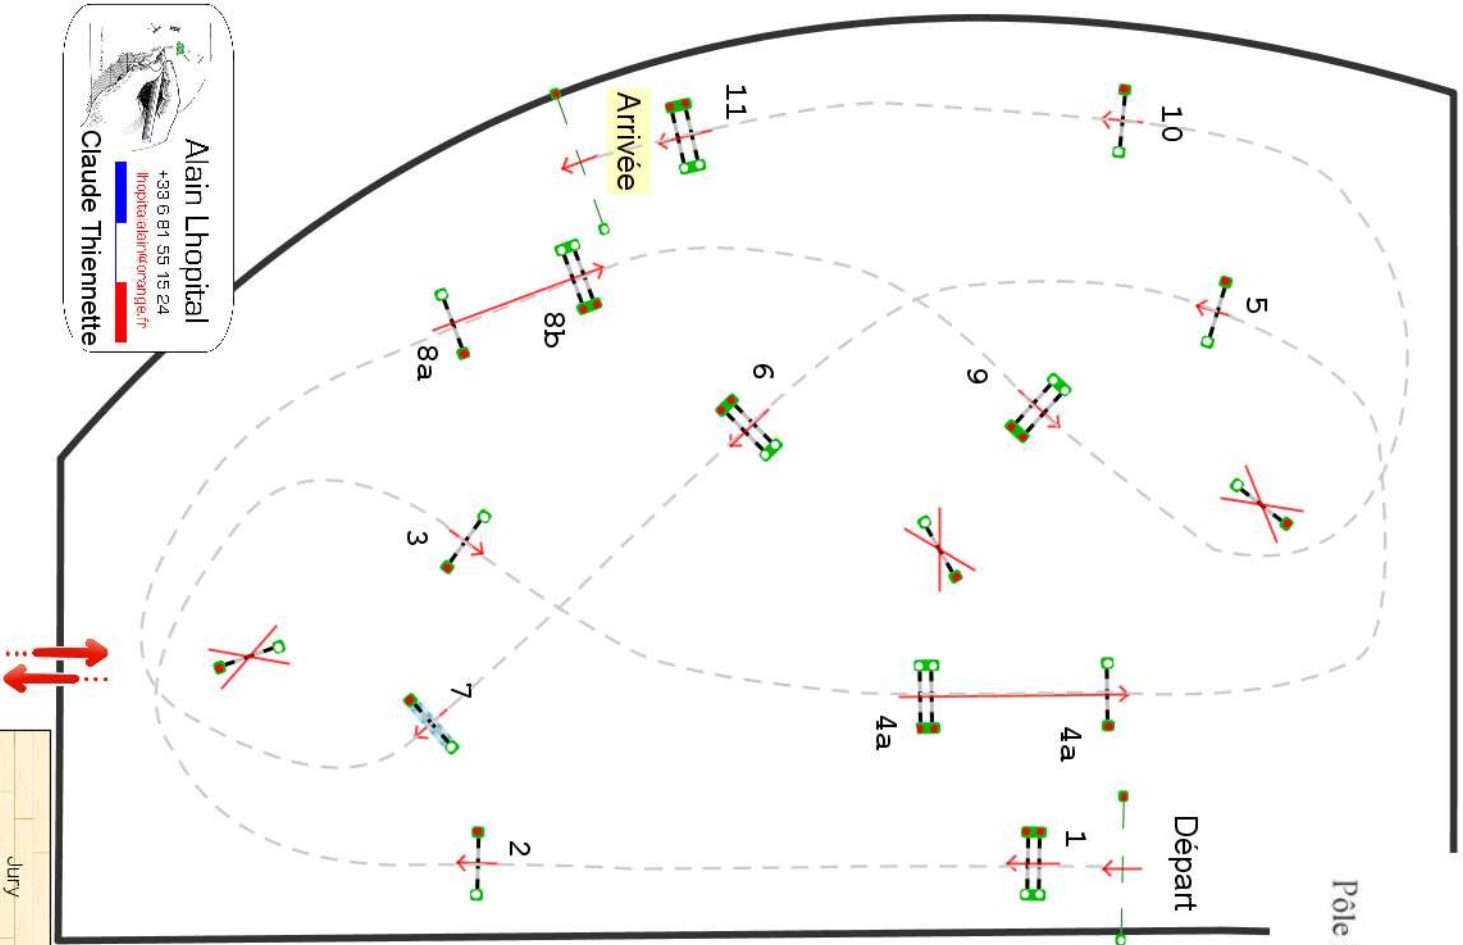 Pôle
5
Départ
10
1
4a
9
4a
6
11
Arrivée
8b
2
7
8a
3
Alain Lhopital
+33 6 81 55 15 24
lhopitalalain@orange.fr
Claude Thiennette
Jury